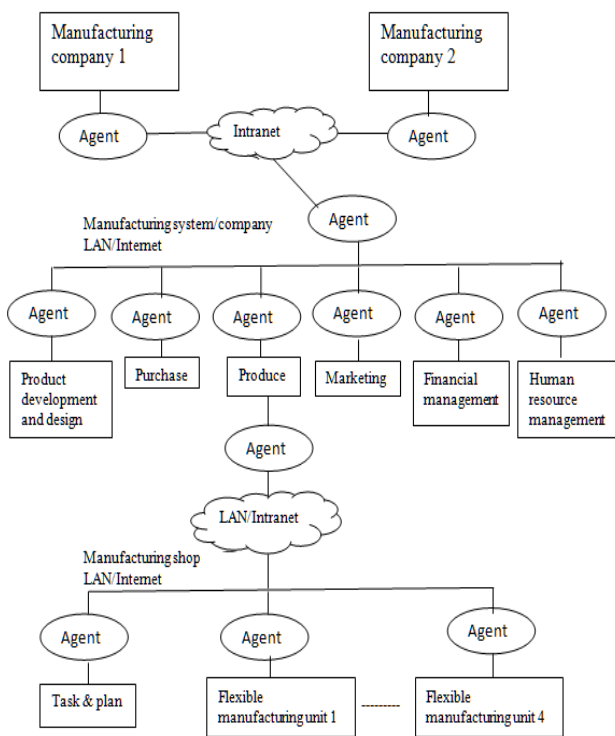 Manufacturing
company 1
Manufacturing
company 2
Agent
Intranet
Agent
Agent
Manufacturing system/company
LAN/Internet
Agent
Agent
Agent
Agent
Agent
Agent
Product
development
and design
Purchase
Produce
Marketing
Financial
management
Human
resource
management
Agent
LAN/Intranet
Manufacturing shop
LAN/Internet
Agent
Agent
Agent
Task & plan
Flexible
manufacturing unit 1
Flexible
manufacturing unit 4